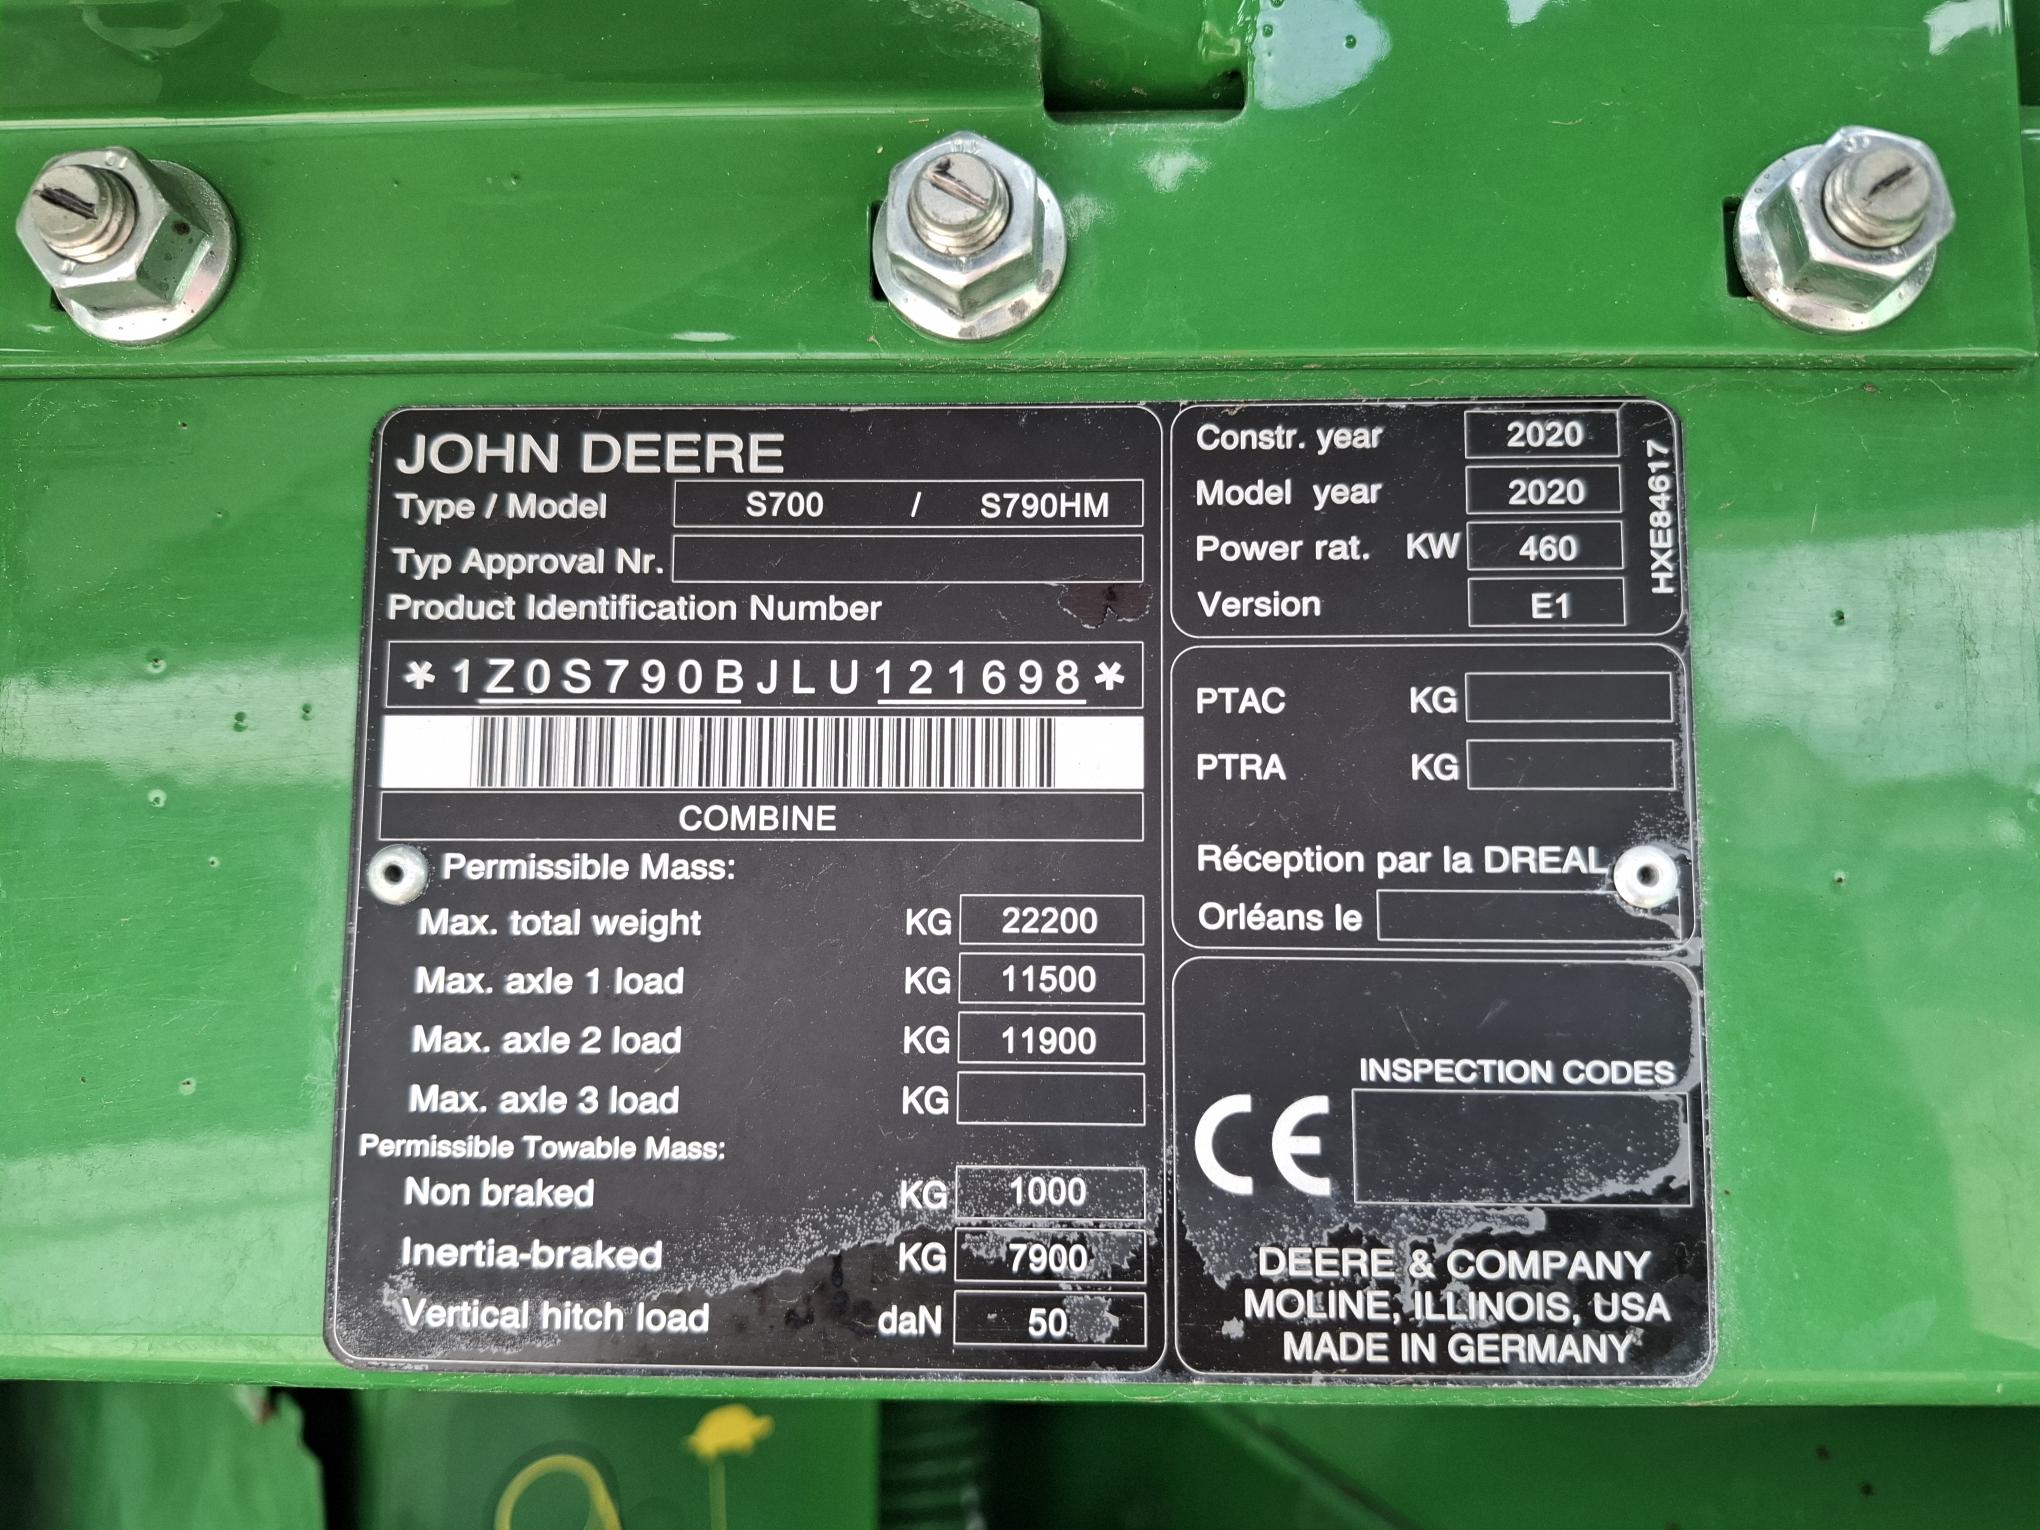 JOHN DEERE
Type / Model S700 / S790HM
Typ Approval Nr.
Product Identification Number
*1Z0S790BJLU121698*
COMBINE
Permissible Mass:
Max. total weight KG 22200
Max. axle 1 load KG 11500
Max. axle 2 load KG 11900
Max. axle 3 load KG
Permissible Towable Mass:
Non braked KG 1000
Inertia-braked KG 7900
Vertical hitch load daN 50
Constr. year 2020
Model year 2020
Power rat. KW 460
Version E1
HXE84617
PTAC KG
PTRA KG
Réception par la DREAL
Orléans le
INSPECTION CODES
CE
DEERE & COMPANY
MOLINE, ILLINOIS, USA
MADE IN GERMANY